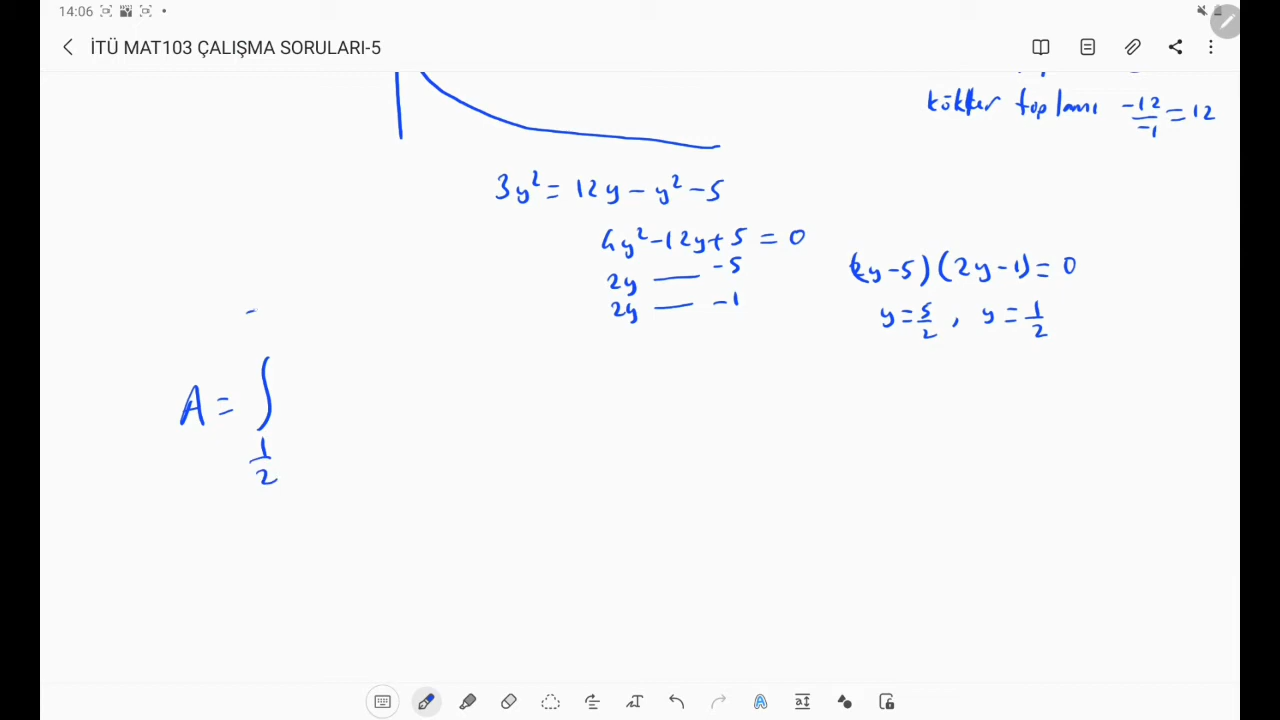 14:06
İTÜ MAT103 ÇALIŞMA SORULARI-5
kökler toplamı -12/-1 = 12
3y² = 12y - y² - 5
4y² - 12y + 5 = 0
2y — -5
2y — -1
(2y-5)(2y-1) = 0
y = 5/2 , y = 1/2
A = ∫
1/2